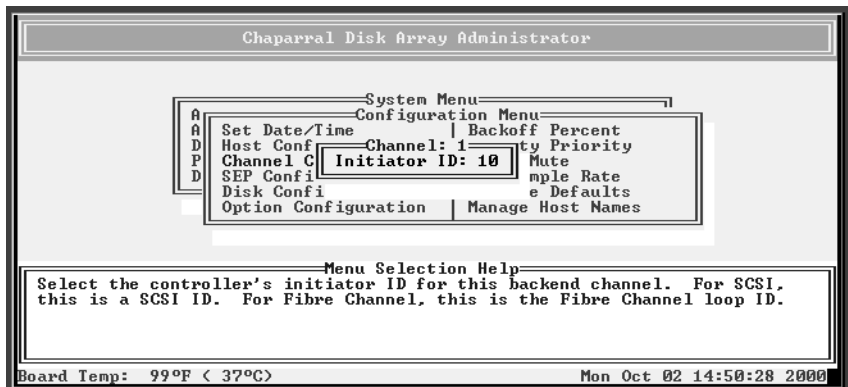 Chaparral Disk Array Administrator
System Menu
A
Configuration Menu
A Set Date/Time | Backoff Percent
D Host Conf Channel: 1 ty Priority
P Channel C Initiator ID: 10 Mute
D SEP Confi mple Rate
Disk Confi e Defaults
Option Configuration | Manage Host Names
Menu Selection Help
Select the controller's initiator ID for this backend channel. For SCSI,
this is a SCSI ID. For Fibre Channel, this is the Fibre Channel loop ID.
Board Temp: 99ºF ( 37ºC) Mon Oct 02 14:50:28 2000